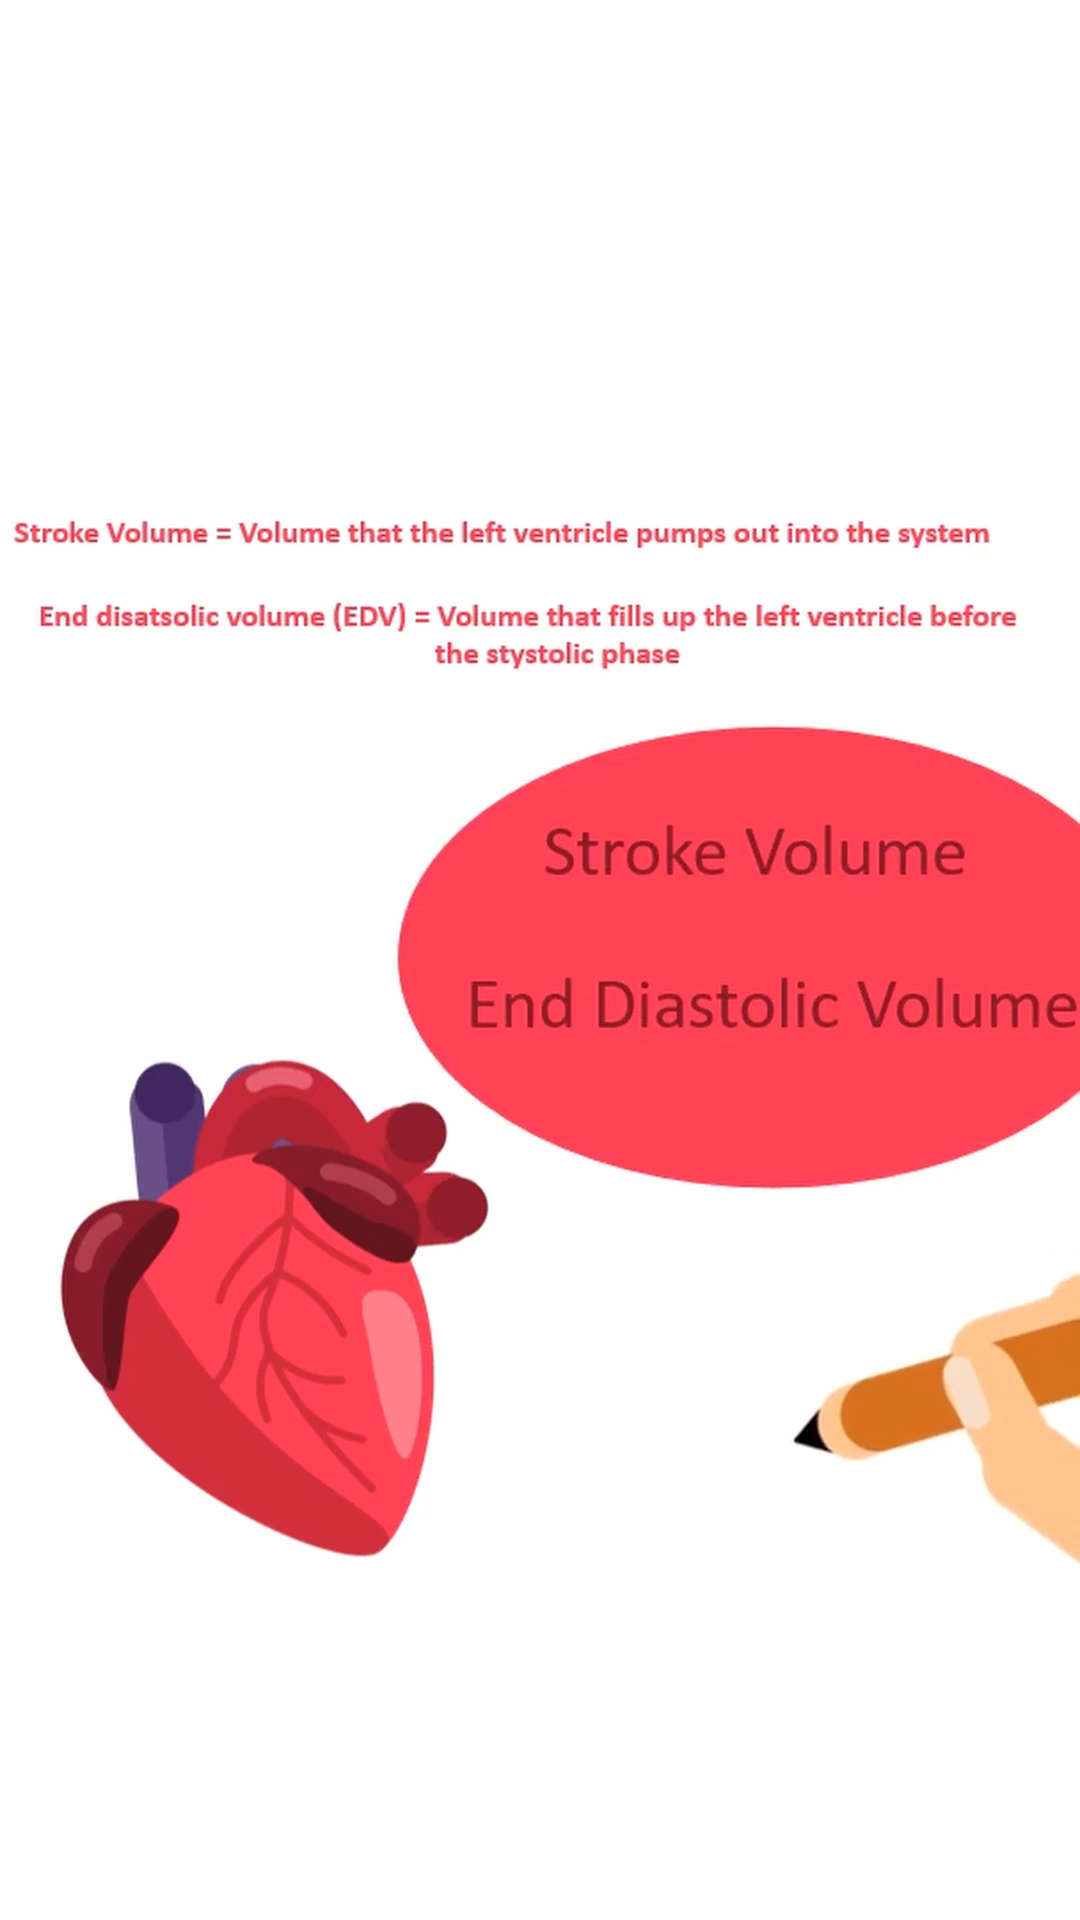 Stroke Volume = Volume that the left ventricle pumps out into the system
End disatsolic volume (EDV) = Volume that fills up the left ventricle before
the stystolic phase
Stroke Volume
End Diastolic Volume